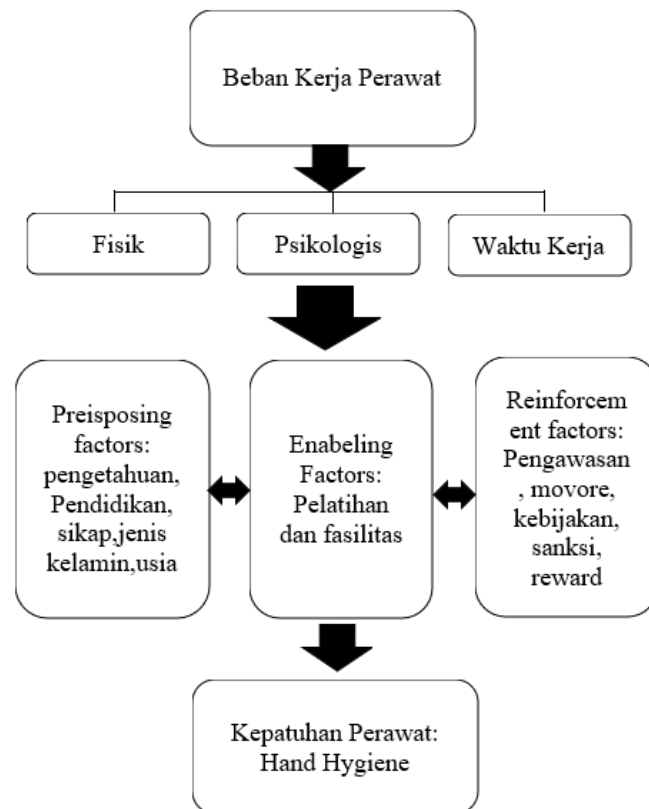 Beban Kerja Perawat
Fisik
Psikologis
Waktu Kerja
Preisposing
factors:
pengetahuan,
Pendidikan,
sikap,jenis
kelamin,usia
Enabeling
Factors:
Pelatihan
dan fasilitas
Reinforcem
ent factors:
Pengawasan
, movore,
kebijakan,
sanksi,
reward
Kepatuhan Perawat:
Hand Hygiene